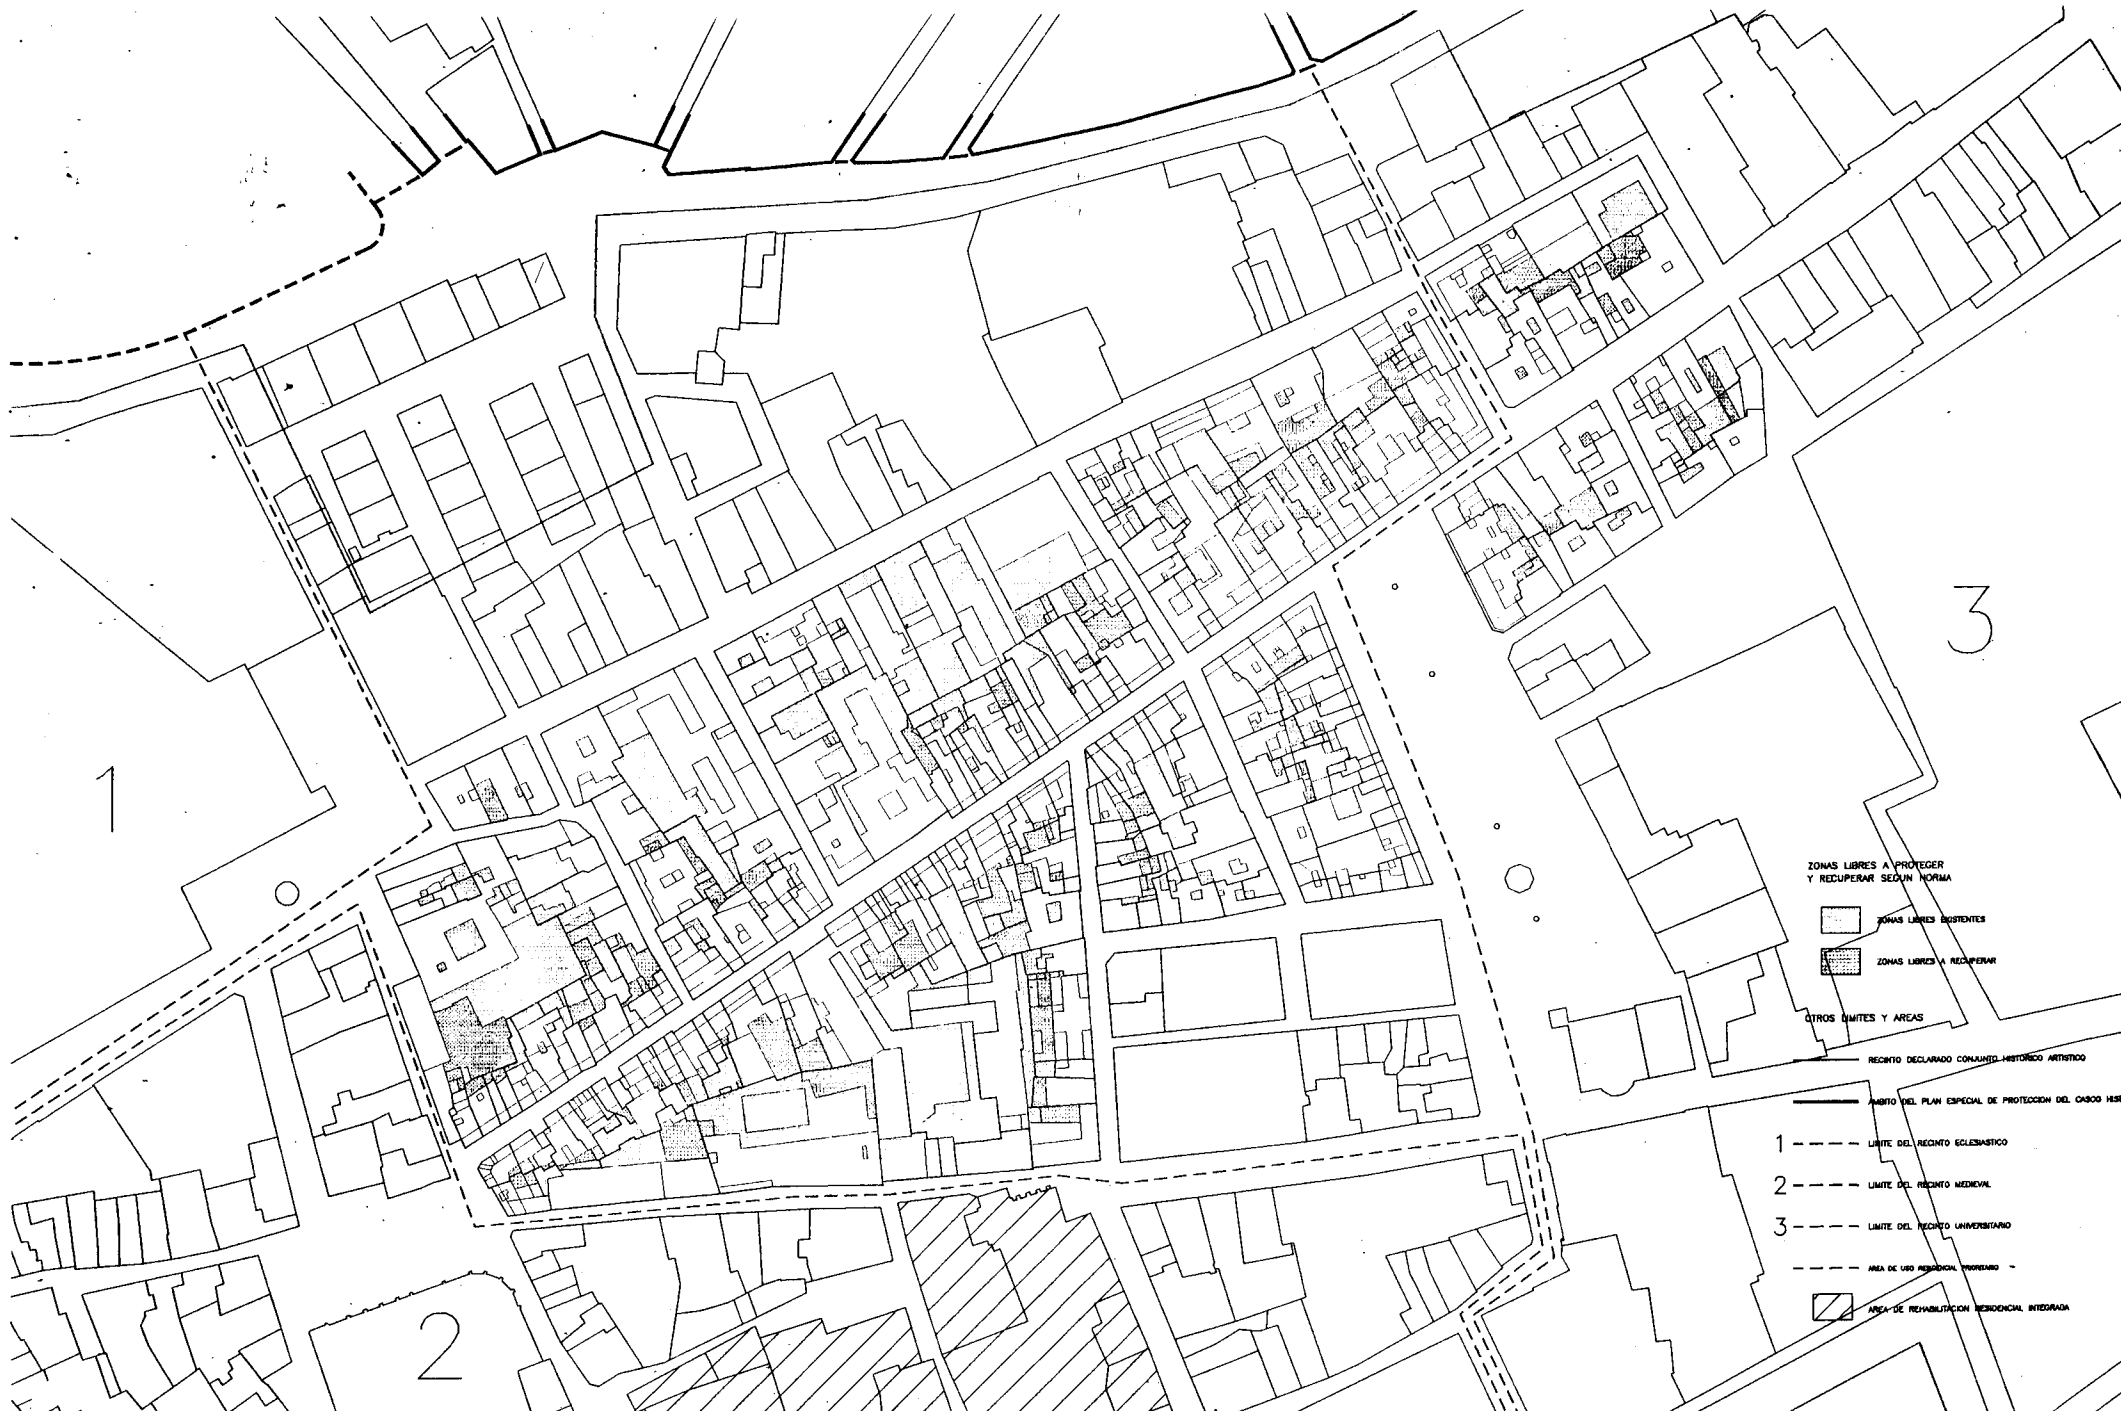 1
2
3
ZONAS LIBRES A PROTEGER
Y RECUPERAR SEGUN NORMA
ZONAS LIBRES EXISTENTES
ZONAS LIBRES A RECUPERAR
OTROS LIMITES Y AREAS
RECINTO DECLARADO CONJUNTO HISTORICO ARTISTICO
AMBITO DEL PLAN ESPECIAL DE PROTECCION DEL CASCO
1 LIMITE DEL RECINTO ECLESIASTICO
2 LIMITE DEL RECINTO MEDIEVAL
3 LIMITE DEL RECINTO UNIVERSITARIO
AREA DE USO RESIDENCIAL PRIORITARIO
AREA DE REHABILITACION RESIDENCIAL INTEGRADA